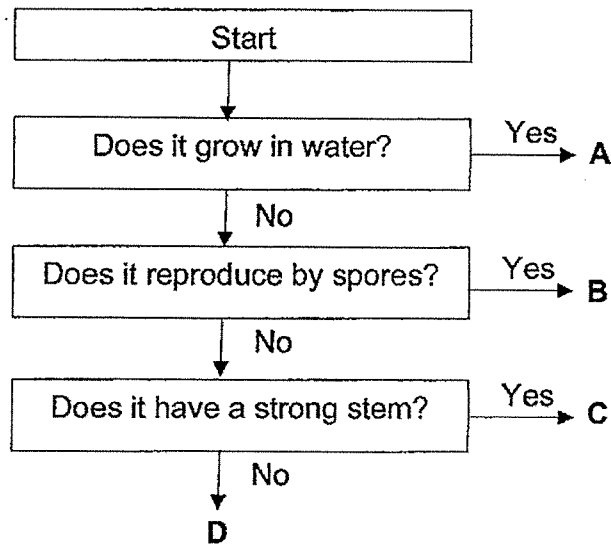 Start
Does it grow in water?
Yes
A
No
Does it reproduce by spores?
Yes
B
No
Does it have a strong stem?
Yes
C
No
D